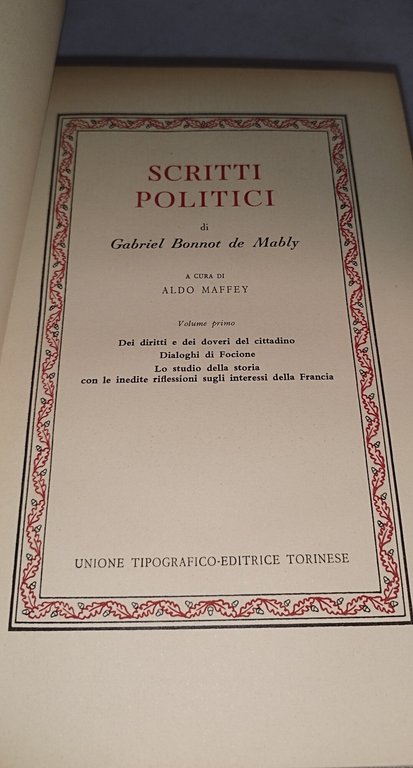 SCRITTI
POLITICI
di
Gabriel Bonnot de Mably
A CURA DI
ALDO MAFFEY
Volume primo
Dei diritti e dei doveri del cittadino
Dialoghi di Focione
Lo studio della storia
con le inedite riflessioni sugli interessi della Francia
UNIONE TIPOGRAFICO-EDITRICE TORINESE